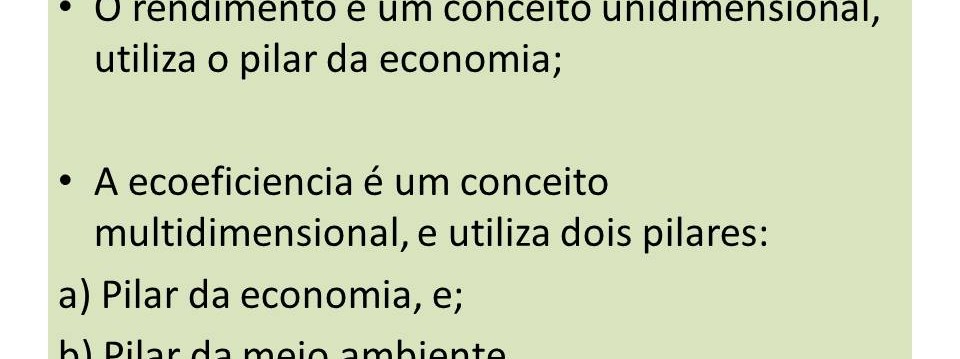 • O rendimento é um conceito unidimensional,
utiliza o pilar da economia;
• A ecoeficiencia é um conceito
multidimensional, e utiliza dois pilares:
a) Pilar da economia, e;
b) Pilar da meio ambiente